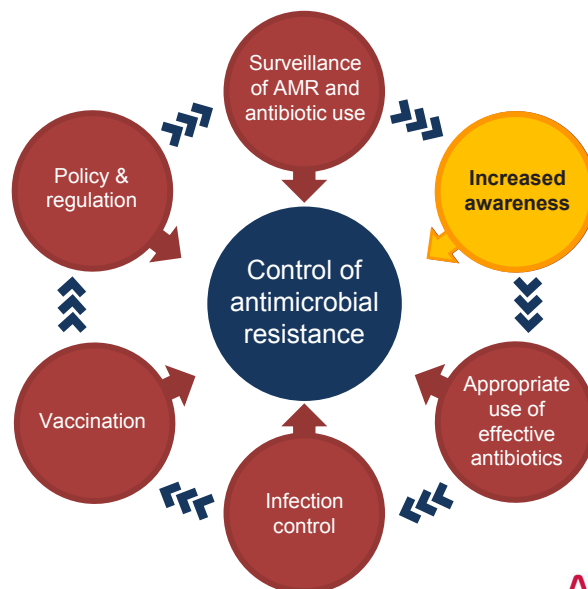 Surveillance
of AMR and
antibiotic use
Policy &
regulation
Increased
awareness
Control of
antimicrobial
resistance
Vaccination
Appropriate
use of
effective
antibiotics
Infection
control
A